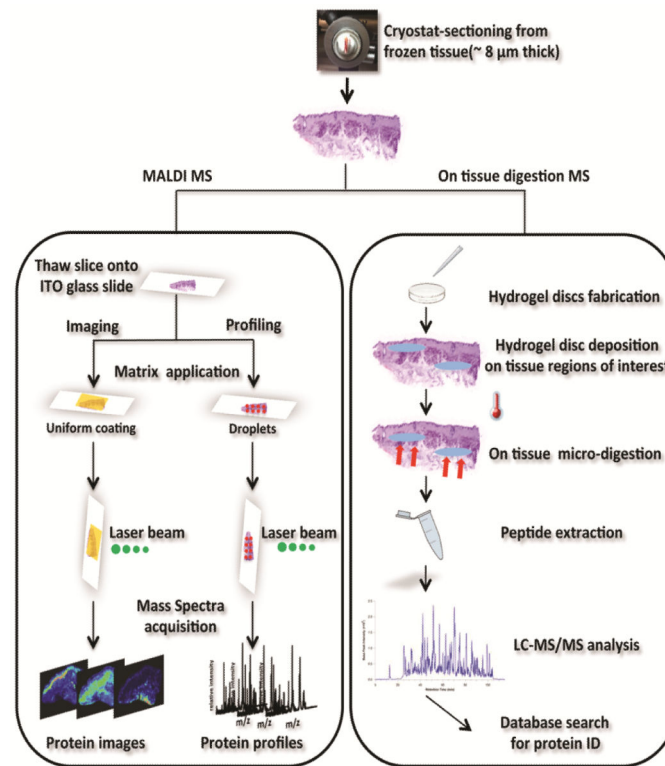 Cryostat-sectioning from
frozen tissue(~ 8 µm thick)
MALDI MS
On tissue digestion MS
Thaw slice onto
ITO glass slide
Imaging
Profiling
Matrix application
Uniform coating
Droplets
Laser beam
Laser beam
Mass Spectra
acquisition
relative intensity
m/z
m/z
m/z
Protein images
Protein profiles
Hydrogel discs fabrication
Hydrogel disc deposition
on tissue regions of interest
On tissue micro-digestion
Peptide extraction
LC-MS/MS analysis
Database search
for protein ID